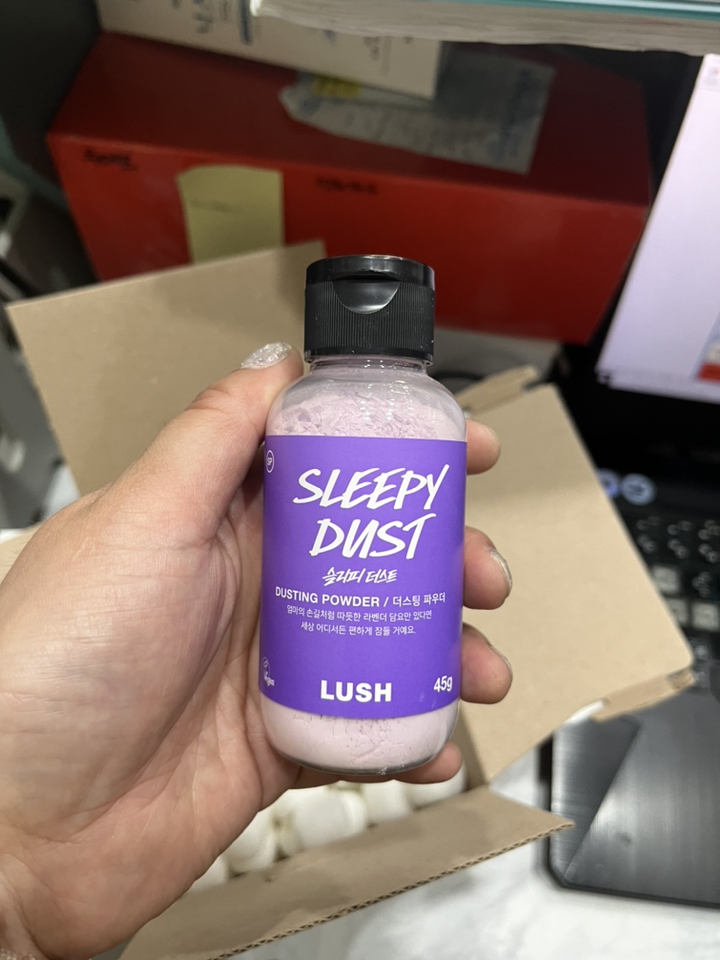 SP
SLEEPY
DUST
슬리피 더스트
DUSTING POWDER / 더스팅 파우더
엄마의 손길처럼 따뜻한 라벤더 담요만 있다면
세상 어디서든 편하게 잠들 거예요.
LUSH
45g